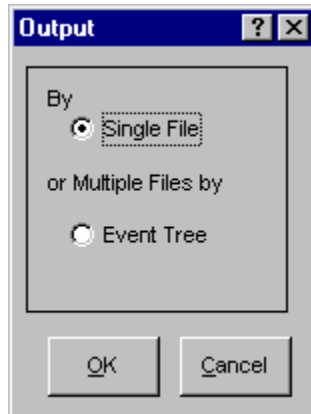 Output
By
Single File
or Multiple Files by
Event Tree
OK
Cancel